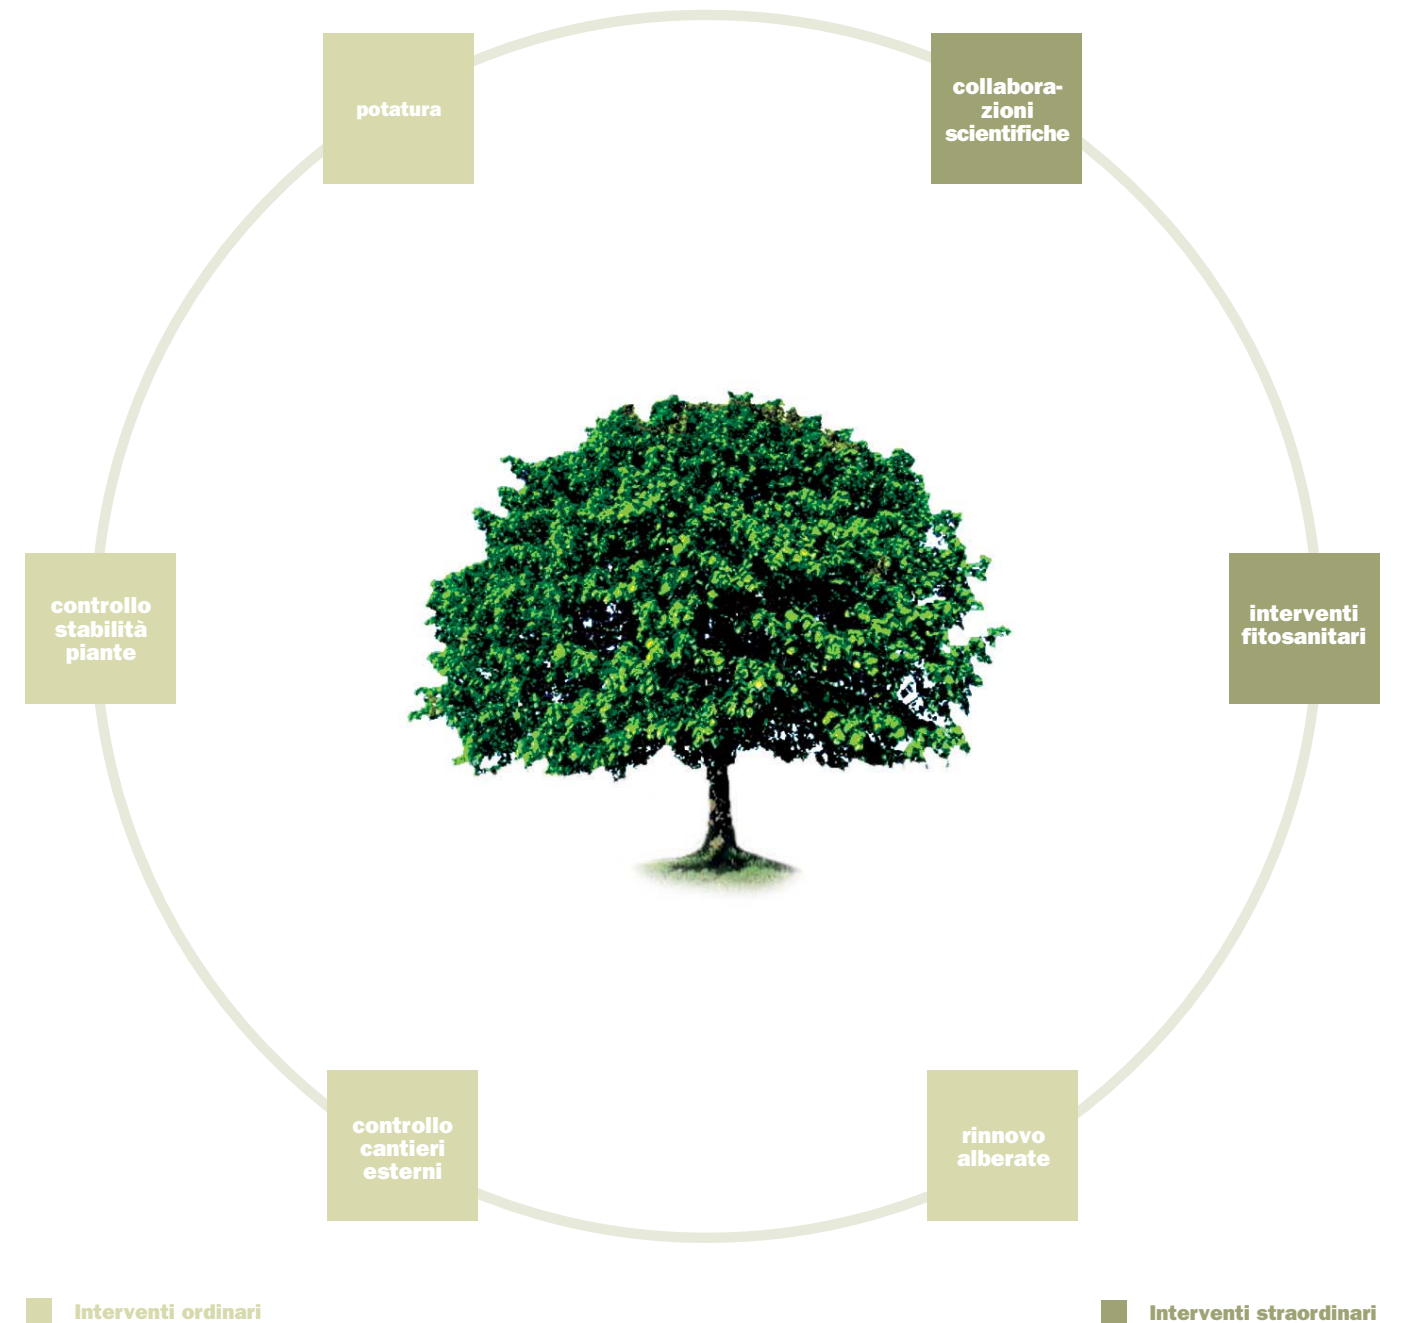 potatura
collabora-
zioni
scientifiche
controllo
stabilità
piante
interventi
fitosanitari
controllo
cantieri
esterni
rinnovo
alberate
Interventi ordinari
Interventi straordinari